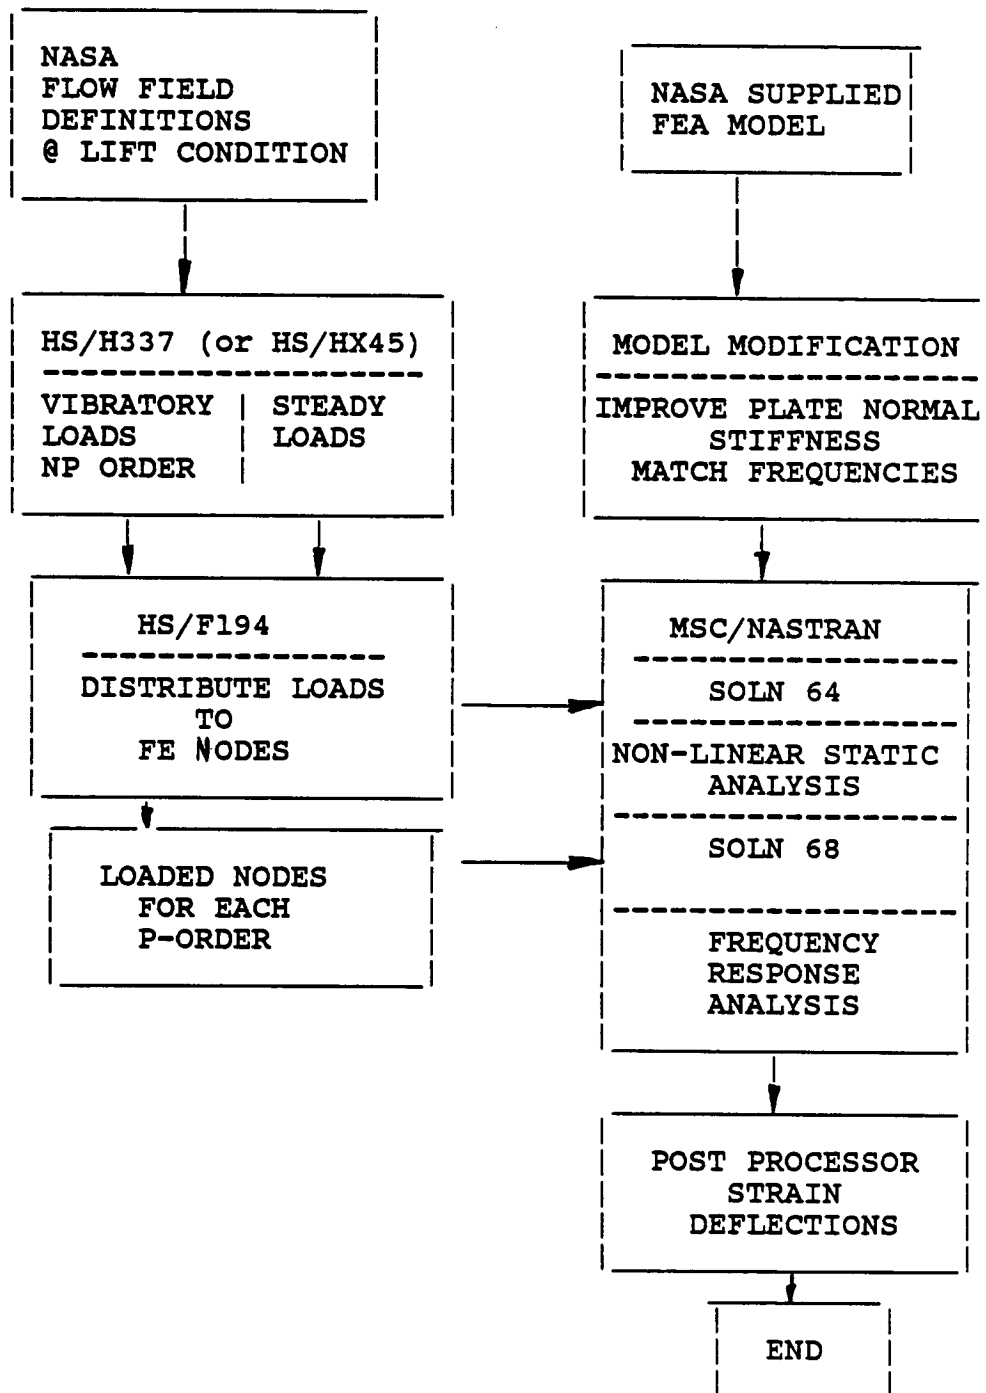 NASA
FLOW FIELD
DEFINITIONS
@ LIFT CONDITION
NASA SUPPLIED
FEA MODEL
HS/H337 (or HS/HX45)
VIBRATORY | STEADY
LOADS | LOADS
NP ORDER |
MODEL MODIFICATION
IMPROVE PLATE NORMAL
STIFFNESS
MATCH FREQUENCIES
HS/F194
DISTRIBUTE LOADS
TO
FE NODES
MSC/NASTRAN
SOLN 64
NON-LINEAR STATIC
ANALYSIS
SOLN 68
FREQUENCY
RESPONSE
ANALYSIS
LOADED NODES
FOR EACH
P-ORDER
POST PROCESSOR
STRAIN
DEFLECTIONS
END